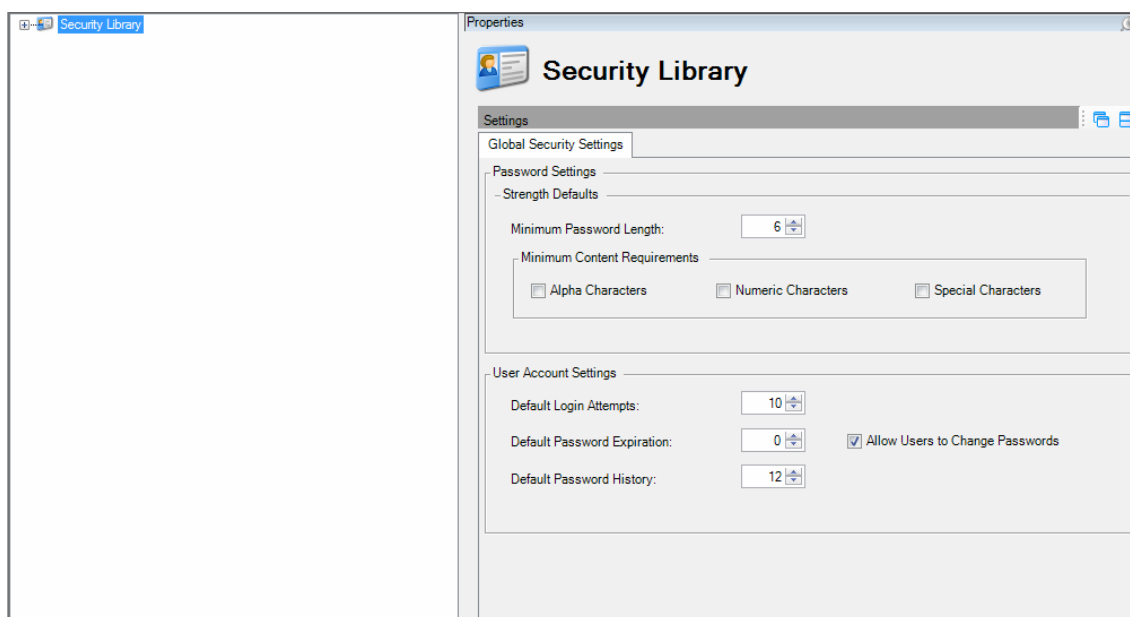 Security Library
Properties
Security Library
Settings
Global Security Settings
Password Settings
Strength Defaults
Minimum Password Length: 6
Minimum Content Requirements
Alpha Characters Numeric Characters Special Characters
User Account Settings
Default Login Attempts: 10
Default Password Expiration: 0 Allow Users to Change Passwords
Default Password History: 12